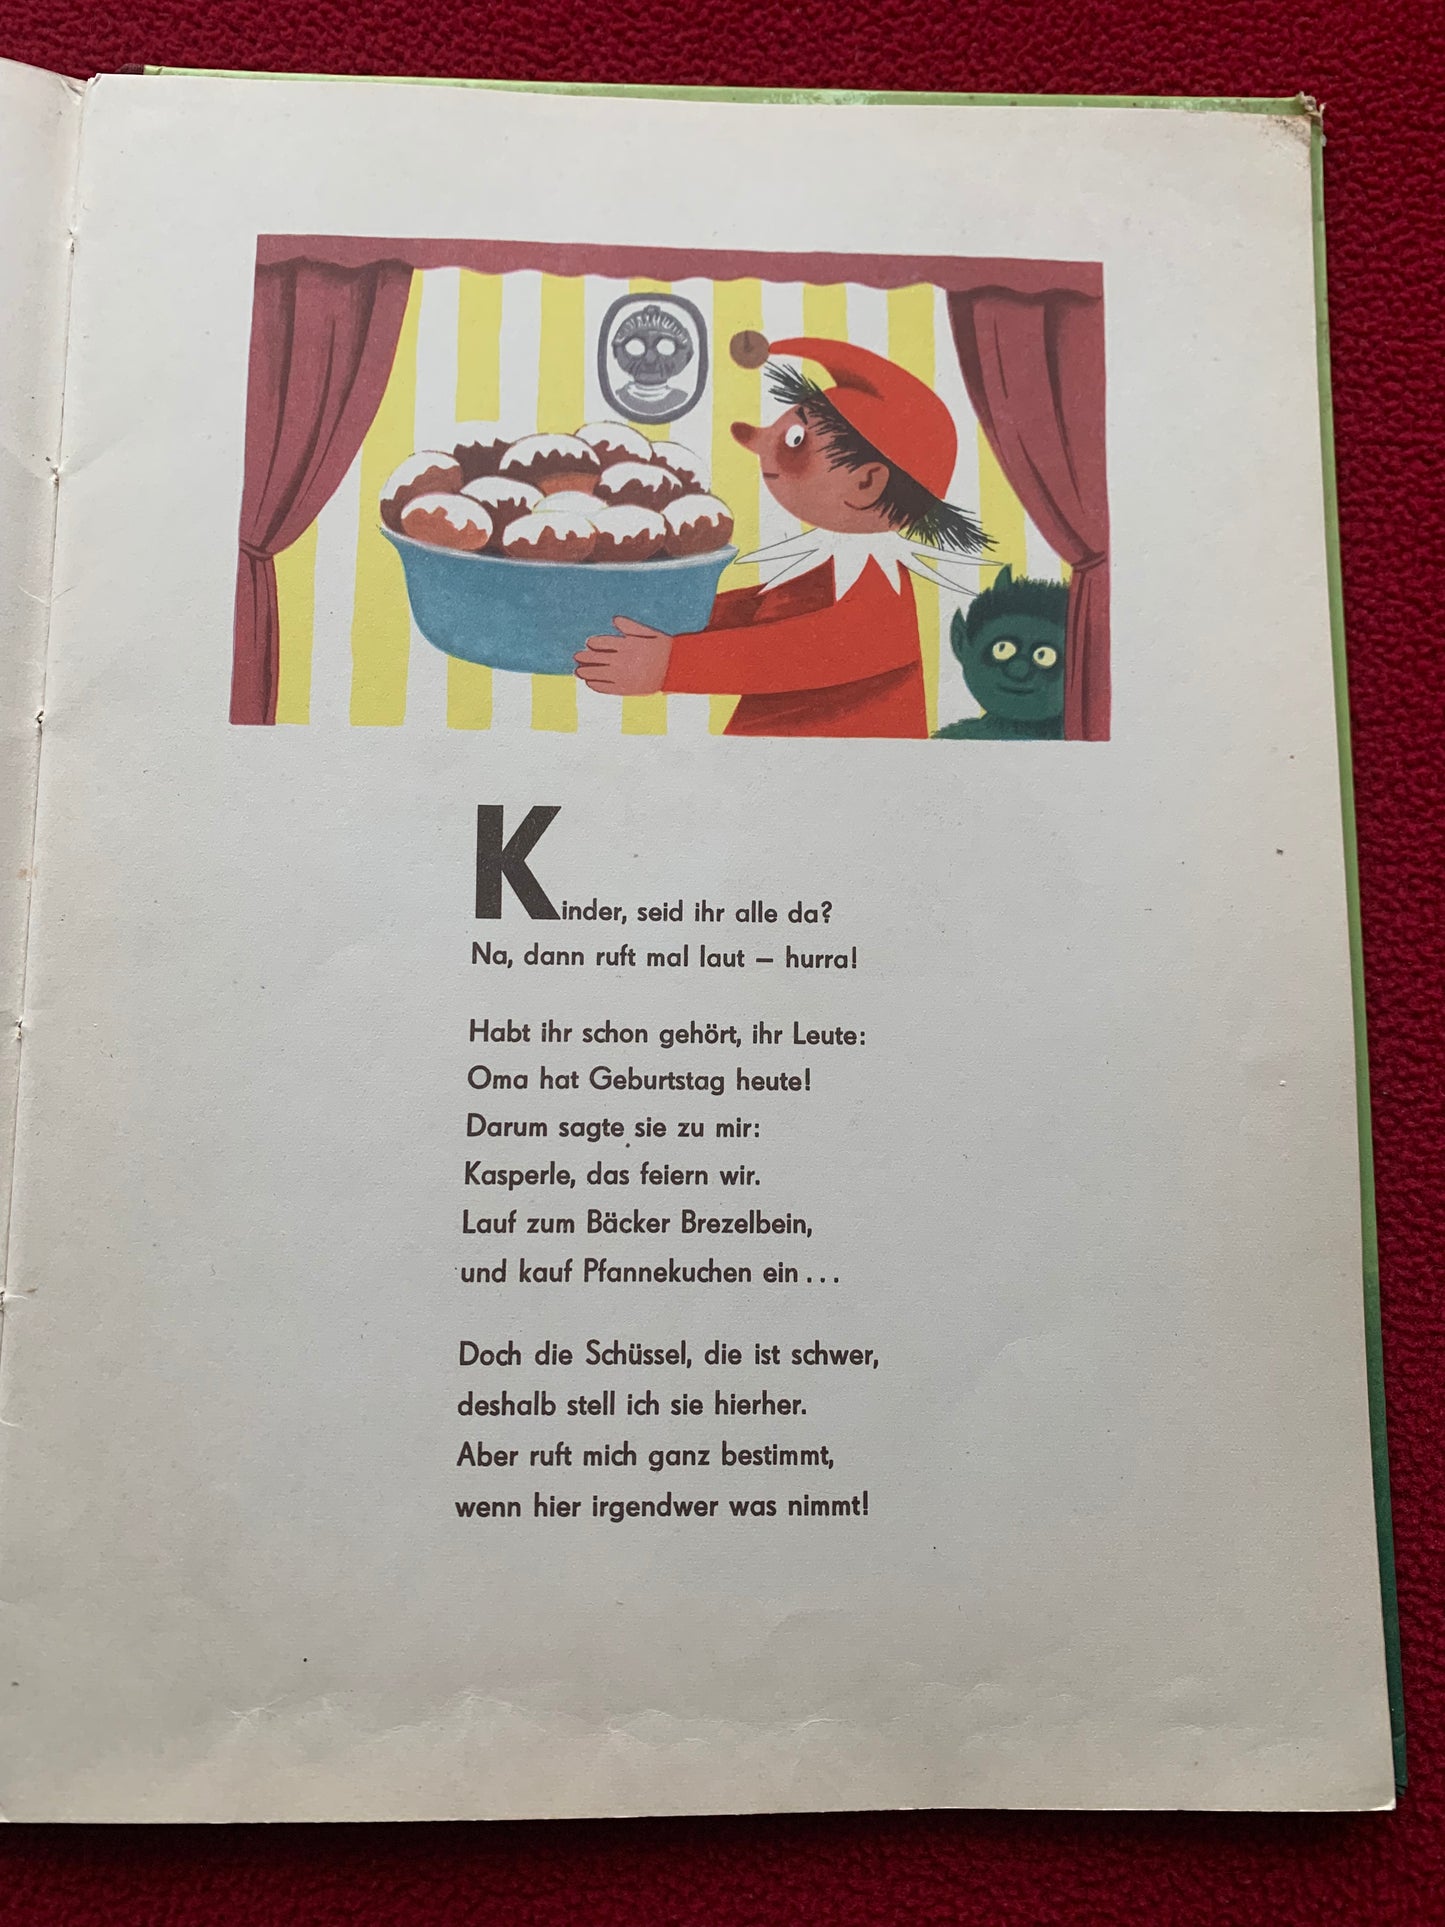 Kinder, seid ihr alle da?
Na, dann ruft mal laut – hurra!
Habt ihr schon gehört, ihr Leute:
Oma hat Geburtstag heute!
Darum sagte sie zu mir:
Kasperle, das feiern wir.
Lauf zum Bäcker Brezelbein,
und kauf Pfannekuchen ein ...
Doch die Schüssel, die ist schwer,
deshalb stell ich sie hierher.
Aber ruft mich ganz bestimmt,
wenn hier irgendwer was nimmt!